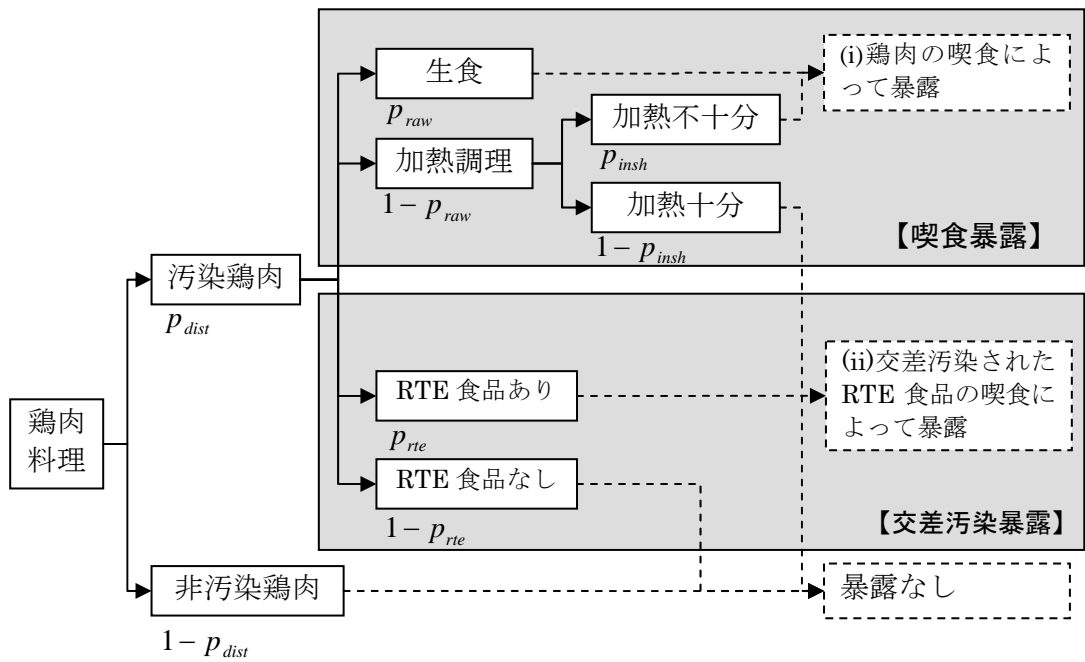 鶏肉
料理
汚染鶏肉
p_dist
非汚染鶏肉
1 − p_dist
生食
p_raw
加熱調理
1 − p_raw
加熱不十分
p_insh
加熱十分
1 − p_insh
(i)鶏肉の喫食によ
って暴露
【喫食暴露】
RTE 食品あり
p_rte
RTE 食品なし
1 − p_rte
(ii)交差汚染された
RTE 食品の喫食に
よって暴露
【交差汚染暴露】
暴露なし